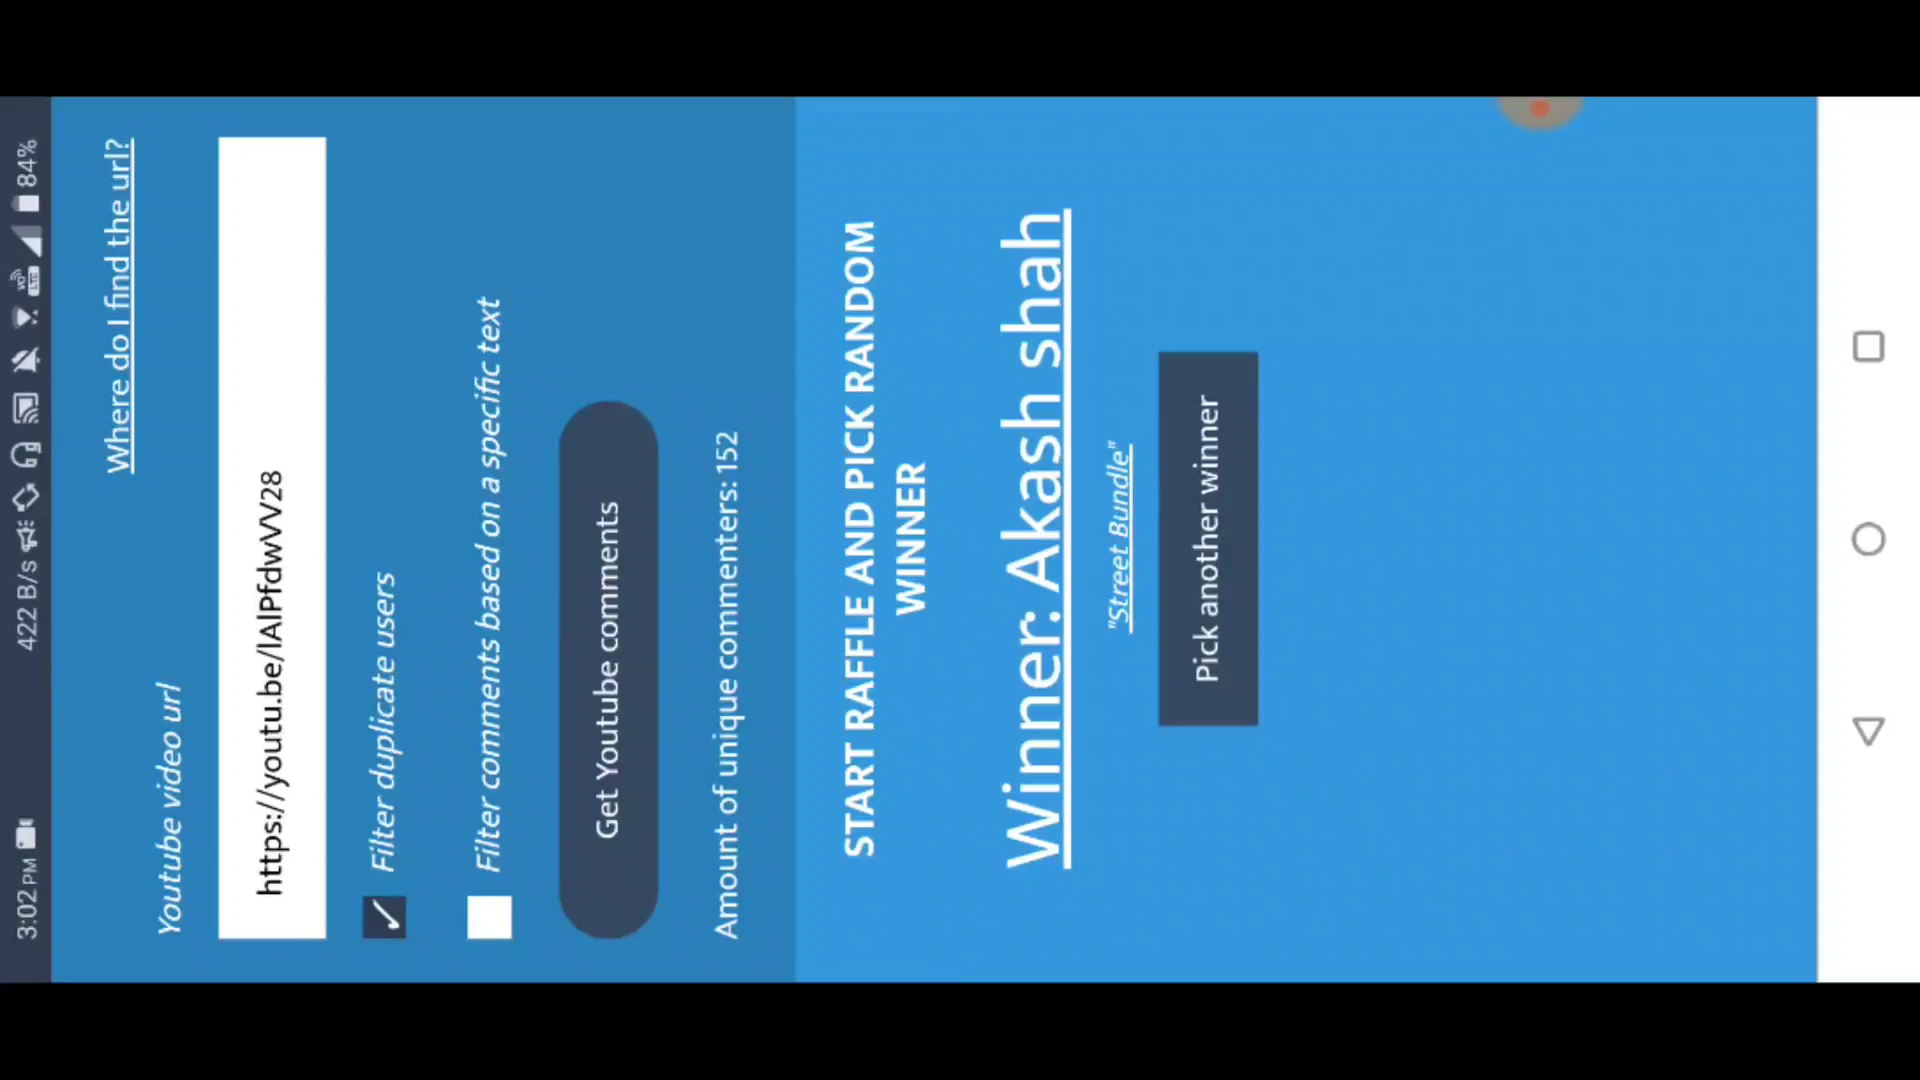 3:02 PM 422 B/s 84%
Where do I find the url?
Youtube video url
https://youtu.be/lAlPfdwVV28
Filter duplicate users
Filter comments based on a specific text
Get Youtube comments
Amount of unique commenters: 152
START RAFFLE AND PICK RANDOM
WINNER
Winner: Akash shah
"Street Bundle"
Pick another winner